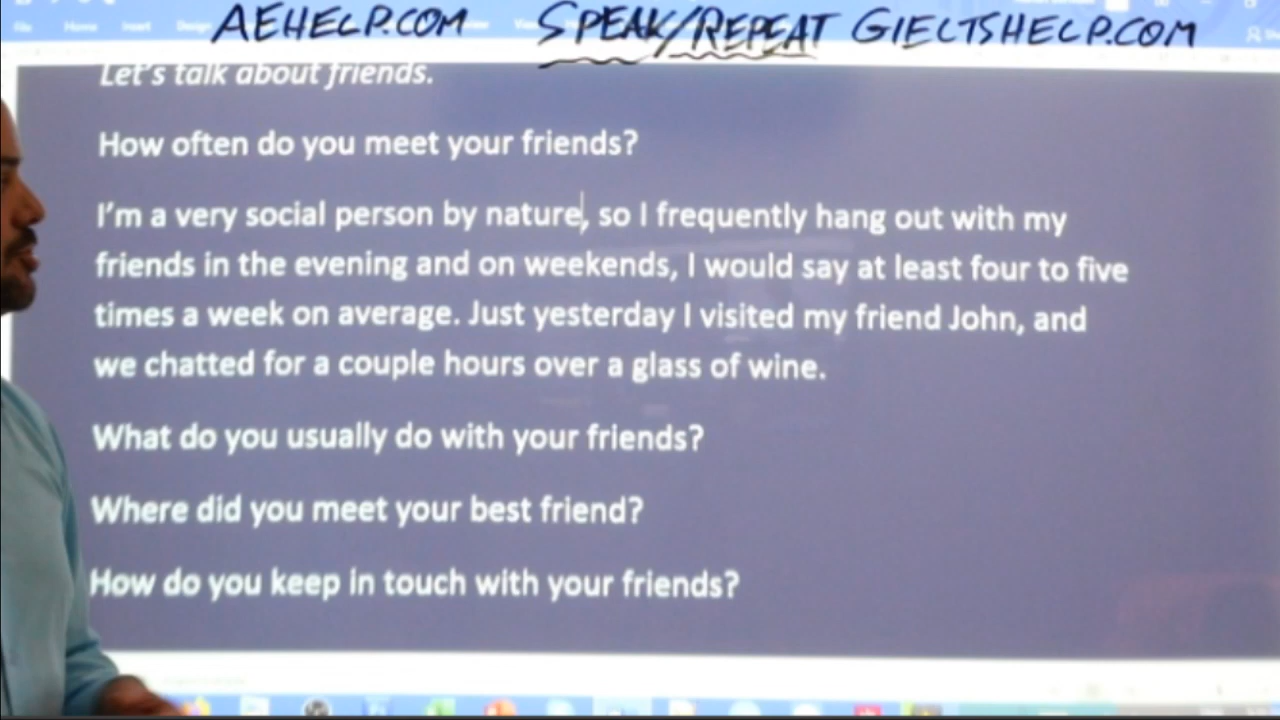 AEHELP.COM SPEAK/REPEAT GIELTSHELP.COM
Let's talk about friends.
How often do you meet your friends?
I'm a very social person by nature, so I frequently hang out with my
friends in the evening and on weekends, I would say at least four to five
times a week on average. Just yesterday I visited my friend John, and
we chatted for a couple hours over a glass of wine.
What do you usually do with your friends?
Where did you meet your best friend?
How do you keep in touch with your friends?